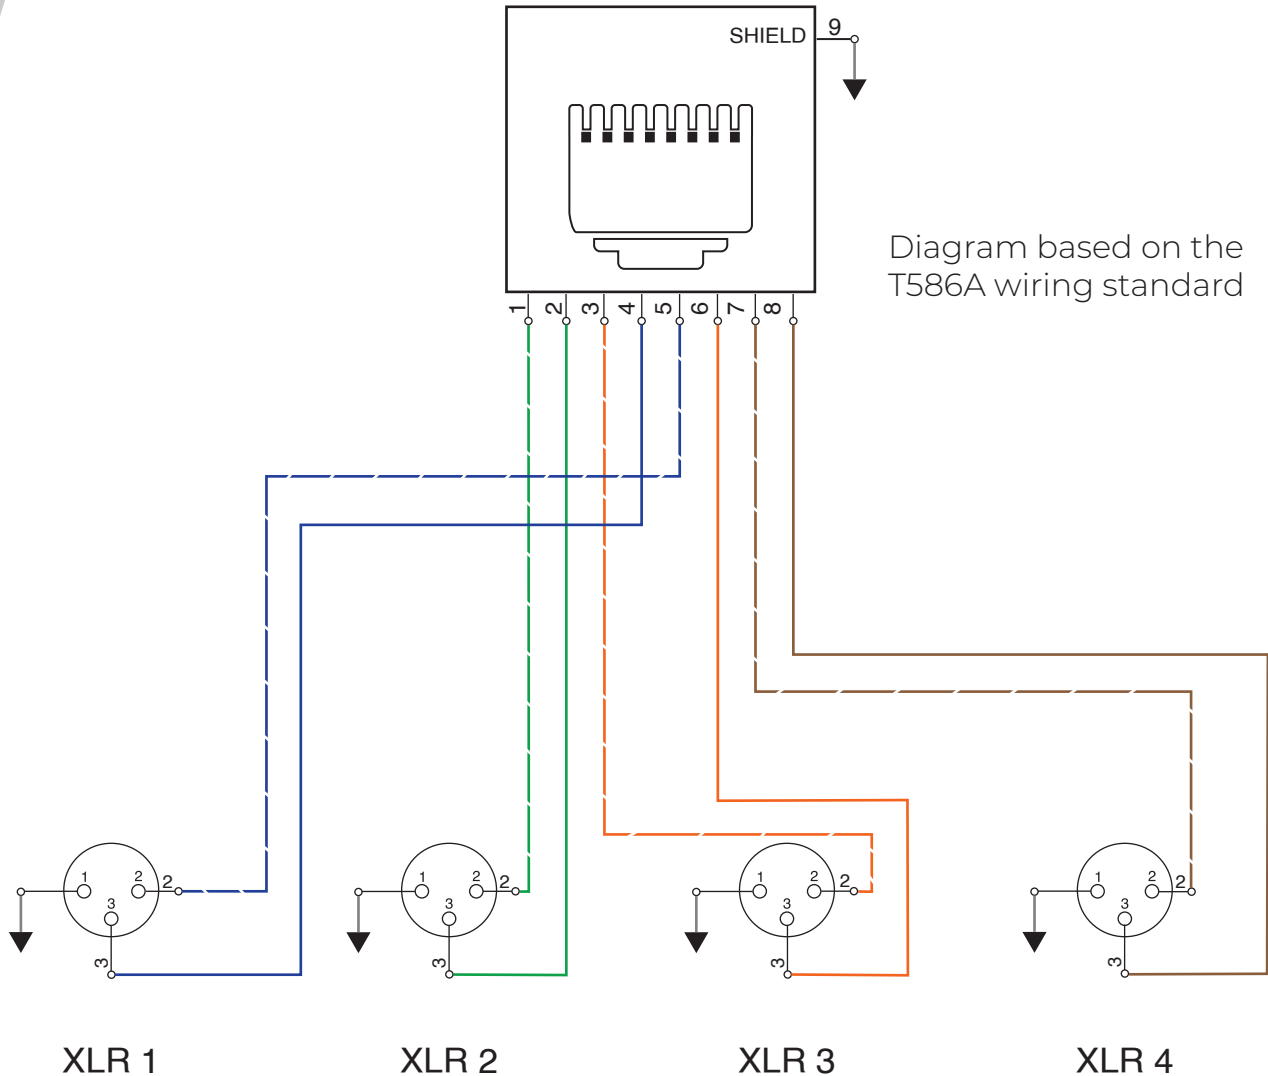 SHIELD 9
Diagram based on the
T586A wiring standard
1 2 3 4 5 6 7 8
1 2 2 3 3
1 2 2 3 3
1 2 2 3 3
1 2 2 3 3
XLR 1
XLR 2
XLR 3
XLR 4